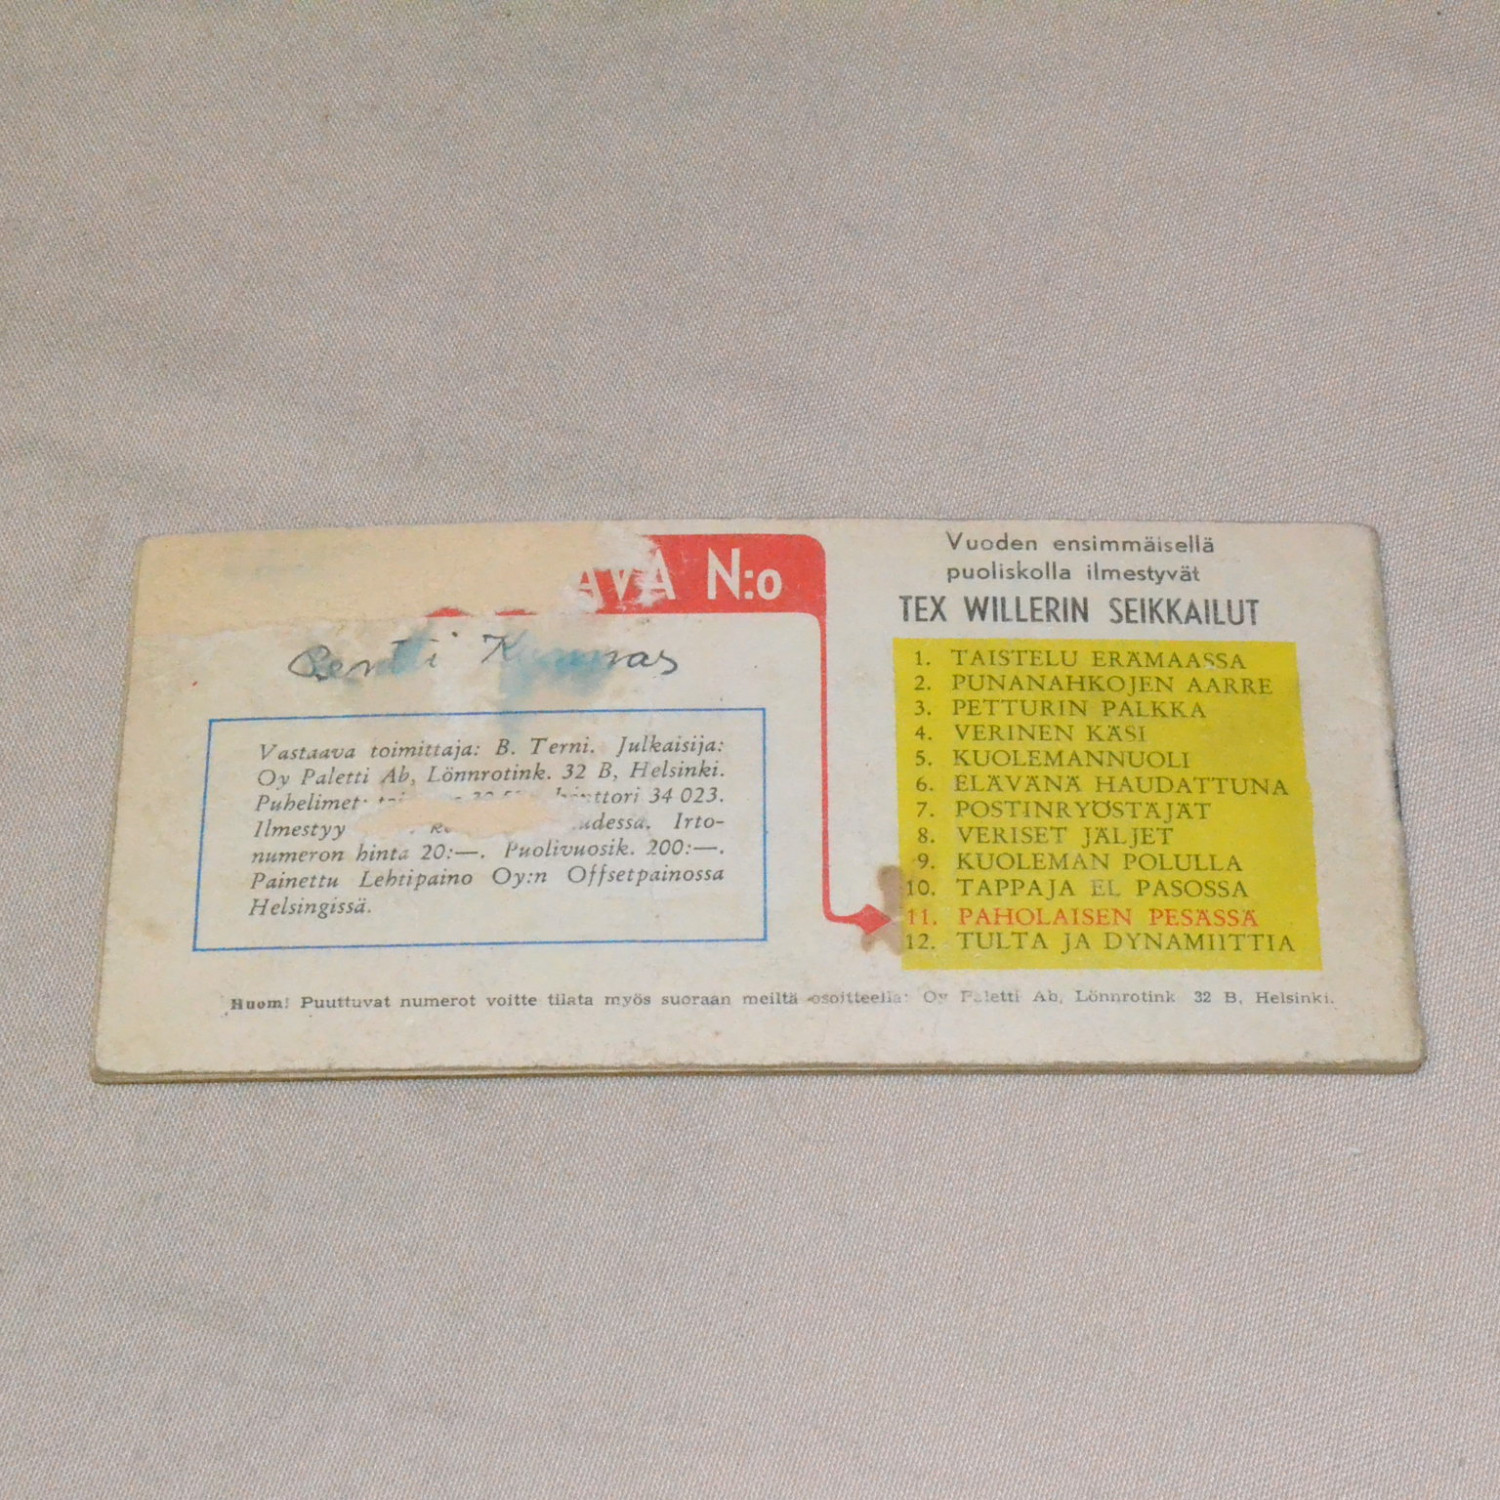 N:o
Vastaava toimittaja: B. Terni. Julkaisija:
Oy Paletti Ab, Lönnrotink. 32 B, Helsinki.
Puhelimet: 34 023.
Ilmestyy Irto-
numeron hinta 20:—. Puolivuosik. 200:—.
Painettu Lehtipaino Oy:n Offsetpainossa
Helsingissä.
Vuoden ensimmäisellä
puoliskolla ilmestyvät
TEX WILLERIN SEIKKAILUT
1. TAISTELU ERÄMAASSA
2. PUNANAHKOJEN AARRE
3. PETTURIN PALKKA
4. VERINEN KÄSI
5. KUOLEMANNUOLI
6. ELÄVÄNÄ HAUDATTUNA
7. POSTINRYÖSTÄJÄT
8. VERISET JÄLJET
9. KUOLEMAN POLULLA
10. TAPPAJA EL PASOSSA
11. PAHOLAISEN PESÄSSÄ
12. TULTA JA DYNAMIITTIA
Huom! Puuttuvat numerot voitte tilata myös suoraan meiltä osoitteella: Oy Paletti Ab, Lönnrotink 32 B, Helsinki.